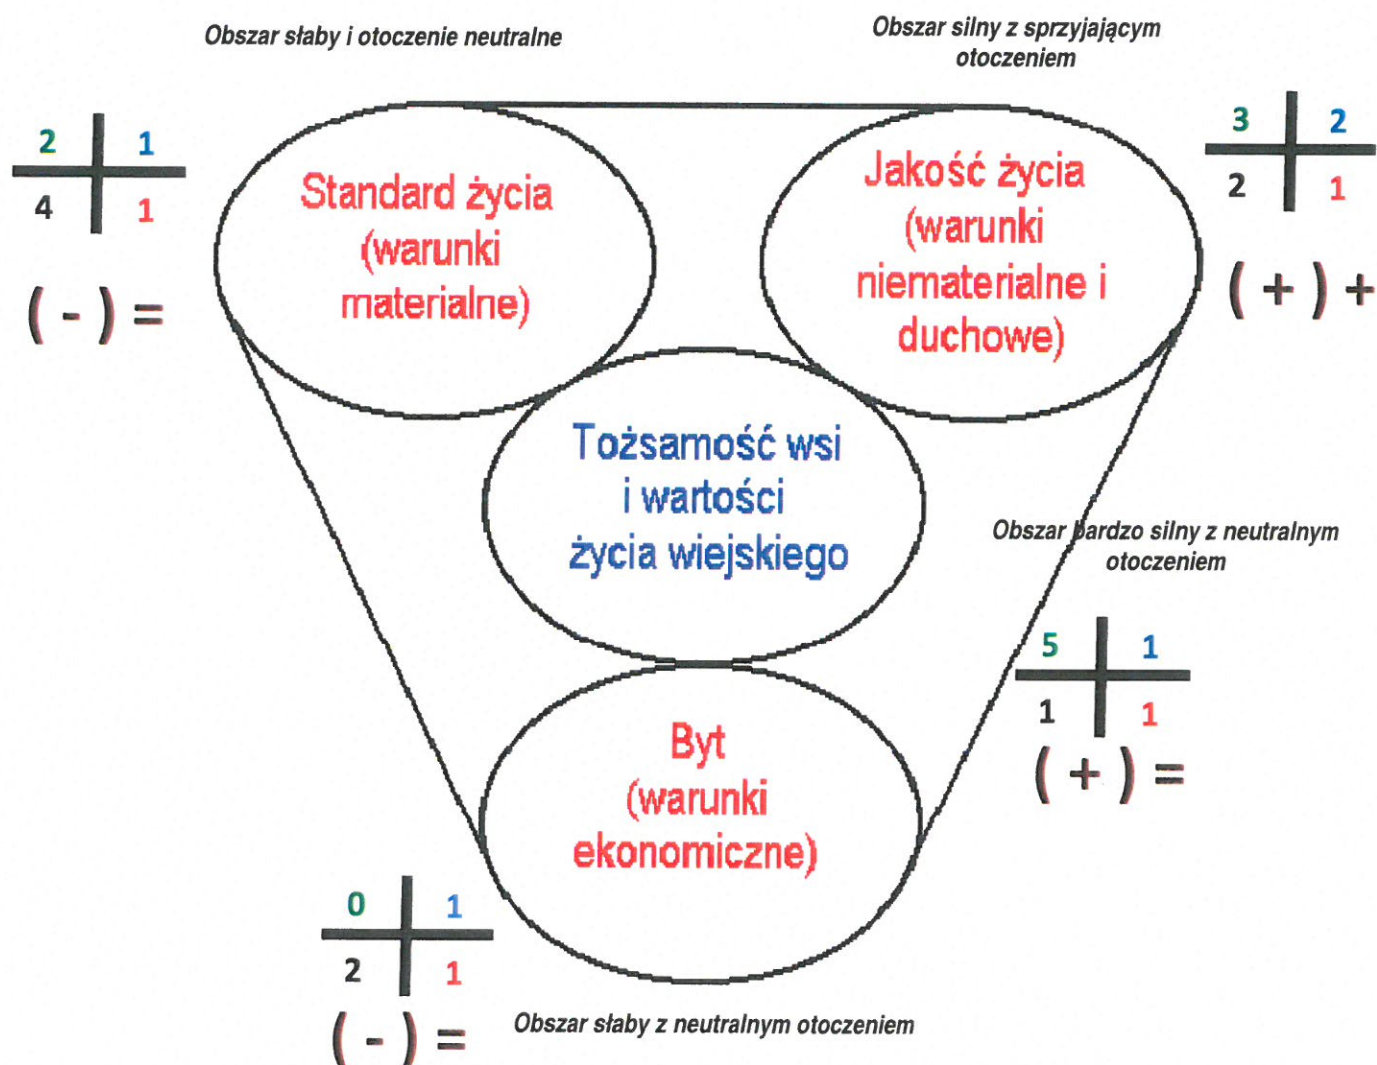 Obszar słaby i otoczenie neutralne
Obszar silny z sprzyjającym
otoczeniem
2 1
4 1
( - ) =
Standard życia
(warunki
materialne)
Jakość życia
(warunki
niematerialne i
duchowe)
3 2
2 1
( + ) +
Tożsamość wsi
i wartości
życia wiejskiego
Obszar bardzo silny z neutralnym
otoczeniem
5 1
1 1
( + ) =
Byt
(warunki
ekonomiczne)
0 1
2 1
( - ) =
Obszar słaby z neutralnym otoczeniem